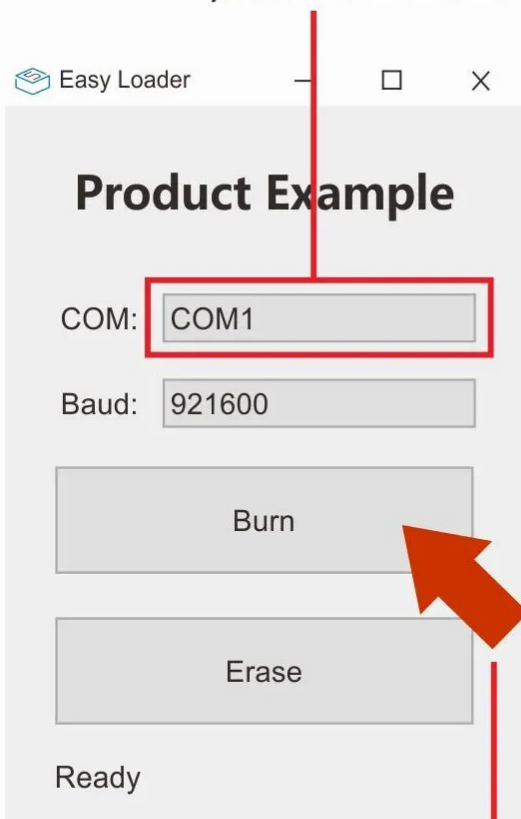 Easy Loader
Product Example
COM: COM1
Baud: 921600
Burn
Erase
Ready